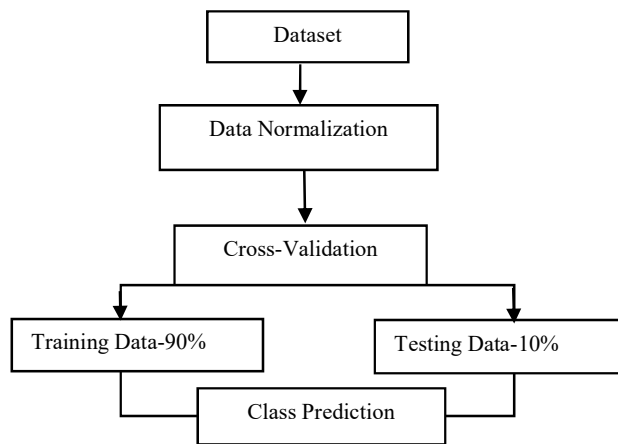 Dataset
Data Normalization
Cross-Validation
Training Data-90%
Testing Data-10%
Class Prediction